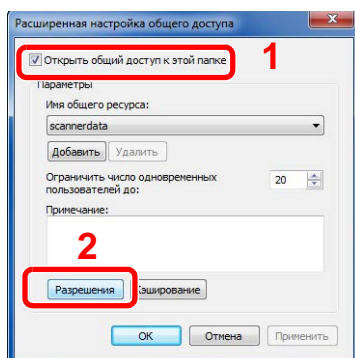 Расширенная настройка общего доступа
Открыть общий доступ к этой папке
1
Параметры
Имя общего ресурса:
scannerdata
Добавить Удалить
Ограничить число одновременных 20
пользователей до:
Примечание:
2
Разрешения Кэширование
OK Отмена Применить